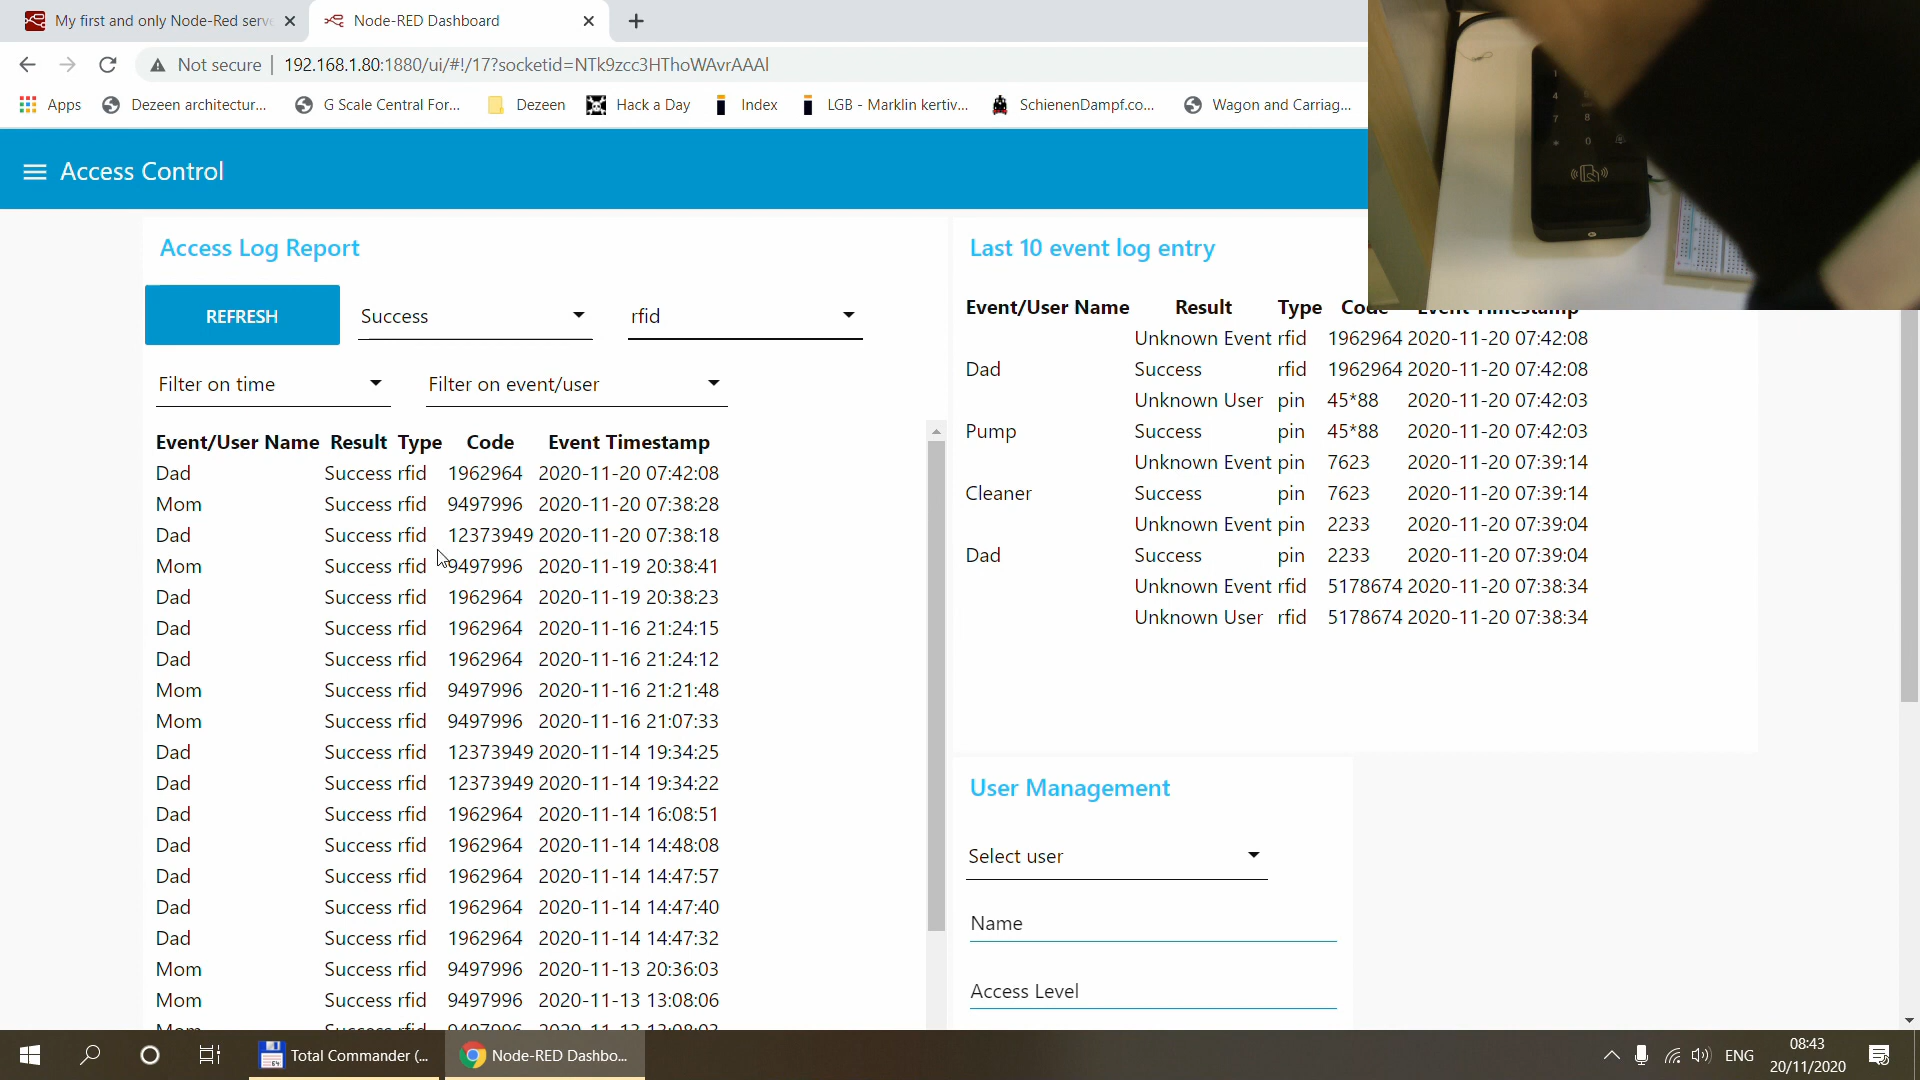 My first and only Node-Red serv
Node-RED Dashboard
Not secure
192.168.1.80:1880/ui/#!/17?socketid=NTk9zcc3HThoWAvrAAAI
Apps
Dezeen architectur...
G Scale Central For...
Dezeen
Hack a Day
Index
LGB - Marklin kertiv...
SchienenDampf.co...
Wagon and Carriag...
Access Control
Access Log Report
REFRESH
Success
rfid
Filter on time
Filter on event/user
Event/User Name Result Type Code Event Timestamp
Dad Success rfid 1962964 2020-11-20 07:42:08
Mom Success rfid 9497996 2020-11-20 07:38:28
Dad Success rfid 12373949 2020-11-20 07:38:18
Mom Success rfid 9497996 2020-11-19 20:38:41
Dad Success rfid 1962964 2020-11-19 20:38:23
Dad Success rfid 1962964 2020-11-16 21:24:15
Dad Success rfid 1962964 2020-11-16 21:24:12
Mom Success rfid 9497996 2020-11-16 21:21:48
Mom Success rfid 9497996 2020-11-16 21:07:33
Dad Success rfid 12373949 2020-11-14 19:34:25
Dad Success rfid 12373949 2020-11-14 19:34:22
Dad Success rfid 1962964 2020-11-14 16:08:51
Dad Success rfid 1962964 2020-11-14 14:48:08
Dad Success rfid 1962964 2020-11-14 14:47:57
Dad Success rfid 1962964 2020-11-14 14:47:40
Dad Success rfid 1962964 2020-11-14 14:47:32
Mom Success rfid 9497996 2020-11-13 20:36:03
Mom Success rfid 9497996 2020-11-13 13:08:06
Last 10 event log entry
Event/User Name Result Type Code Event Timestamp
Unknown Event rfid 1962964 2020-11-20 07:42:08
Dad Success rfid 1962964 2020-11-20 07:42:08
Unknown User pin 45*88 2020-11-20 07:42:03
Pump Success pin 45*88 2020-11-20 07:42:03
Unknown Event pin 7623 2020-11-20 07:39:14
Cleaner Success pin 7623 2020-11-20 07:39:14
Unknown Event pin 2233 2020-11-20 07:39:04
Dad Success pin 2233 2020-11-20 07:39:04
Unknown Event rfid 5178674 2020-11-20 07:38:34
Unknown User rfid 5178674 2020-11-20 07:38:34
User Management
Select user
Name
Access Level
1
4
7 8
* 0
64
Total Commander (...
Node-RED Dashbo...
ENG
08:43
20/11/2020